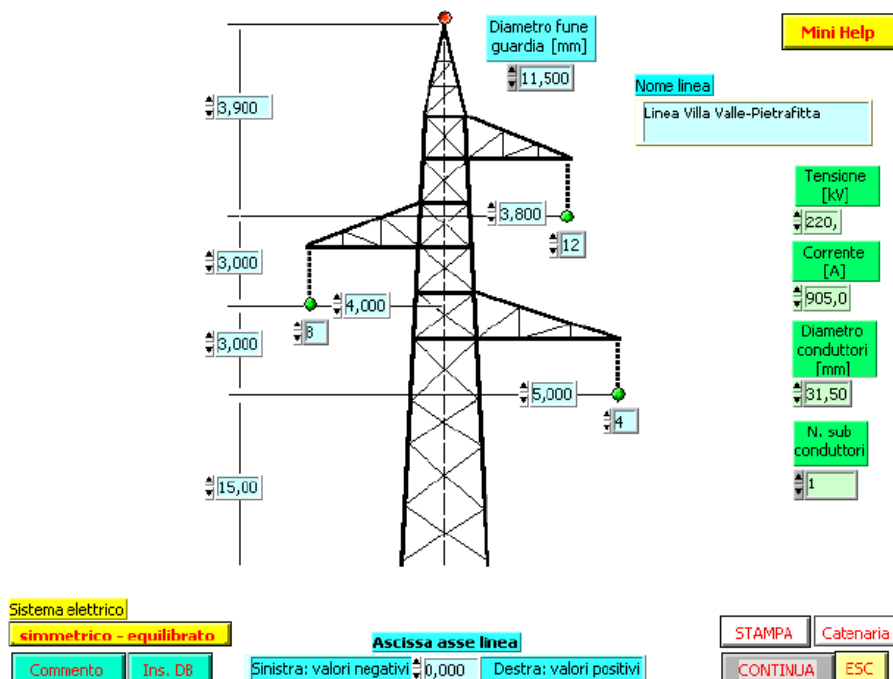 Diametro fune
guardia [mm]
11,500
Mini Help
Nome linea
Linea Villa Valle-Pietrafitta
3,900
Tensione
[kV]
220,
3,800
12
Corrente
[A]
905,0
3,000
4,000
8
Diametro
conduttori
[mm]
31,50
3,000
5,000
4
N. sub
conduttori
1
15,00
Sistema elettrico
simmetrico - equilibrato
Commento
Ins. DB
Ascissa asse linea
Sinistra: valori negativi
0,000
Destra: valori positivi
STAMPA
Catenaria
CONTINUA
ESC